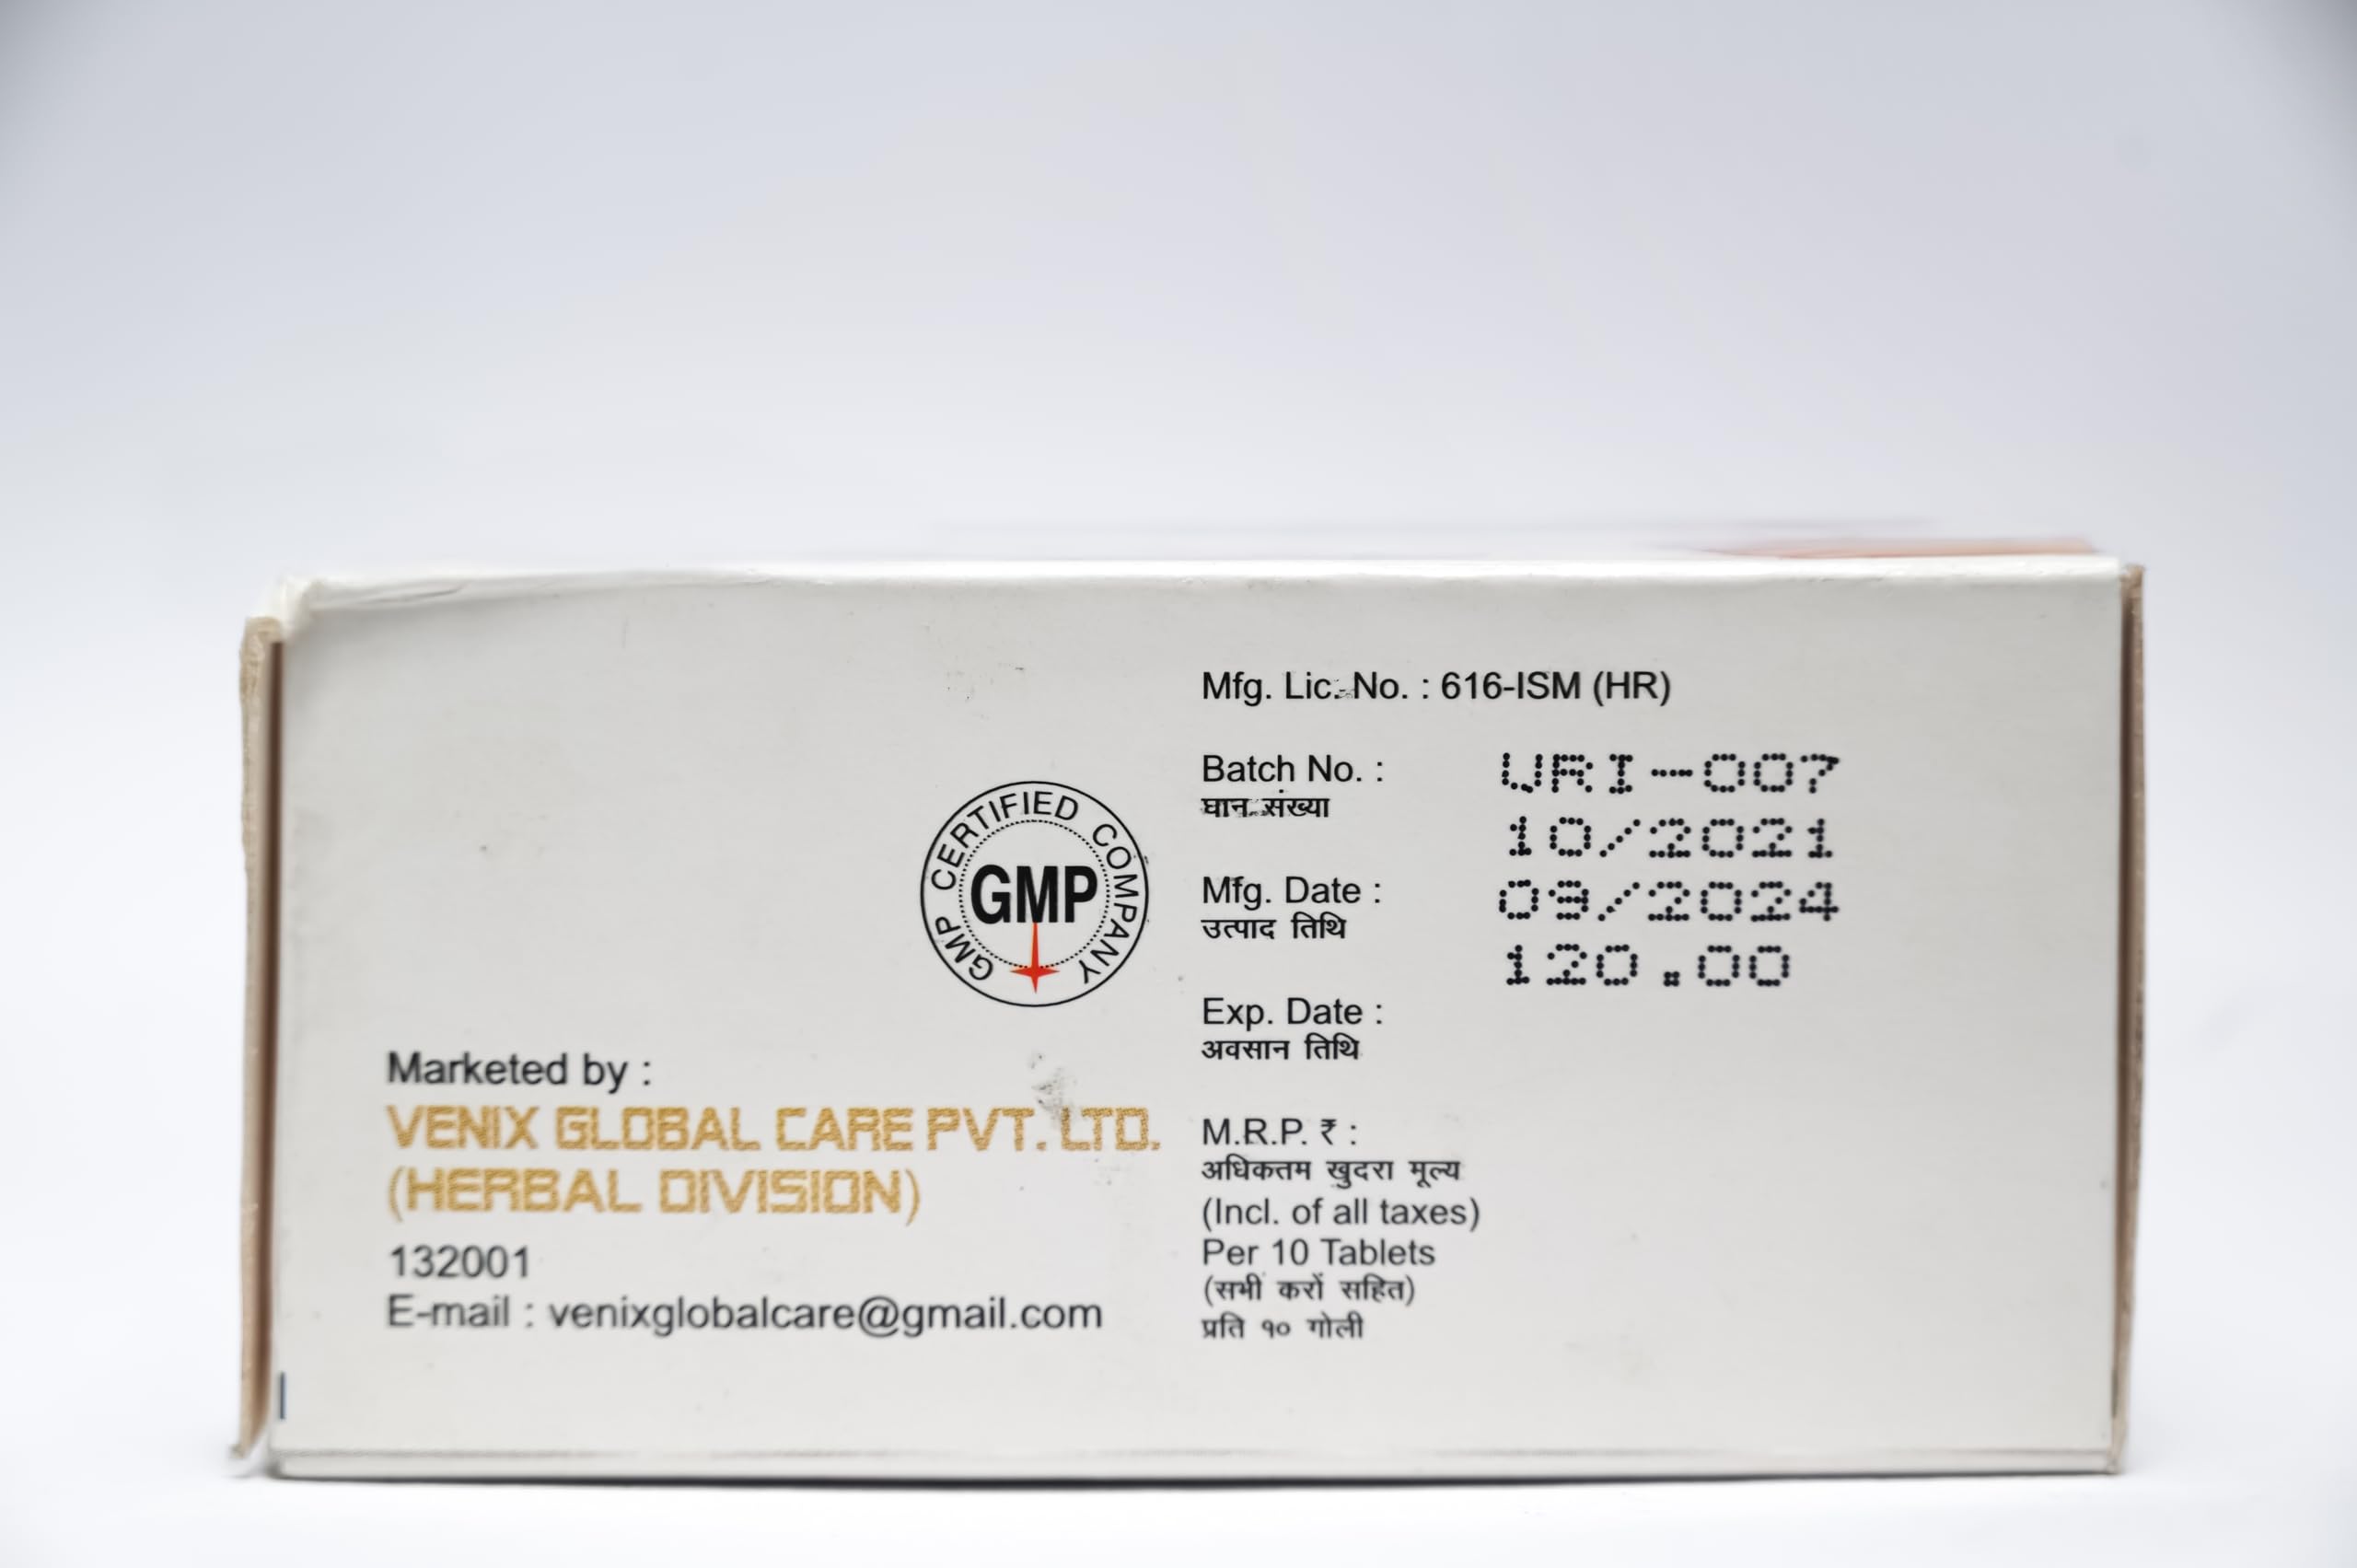 Mfg. Lic. No. : 616-ISM (HR)
Batch No. :
घान संख्या
Mfg. Date :
उत्पाद तिथि
Exp. Date :
अवसान तिथि
M.R.P. ₹ :
अधिकतम खुदरा मूल्य
(Incl. of all taxes)
Per 10 Tablets
(सभी करों सहित)
प्रति १० गोली
URI-007
10/2021
09/2024
120.00
GMP CERTIFIED COMPANY
GMP
Marketed by :
VENIX GLOBAL CARE PVT. LTD.
(HERBAL DIVISION)
132001
E-mail : venixglobalcare@gmail.com